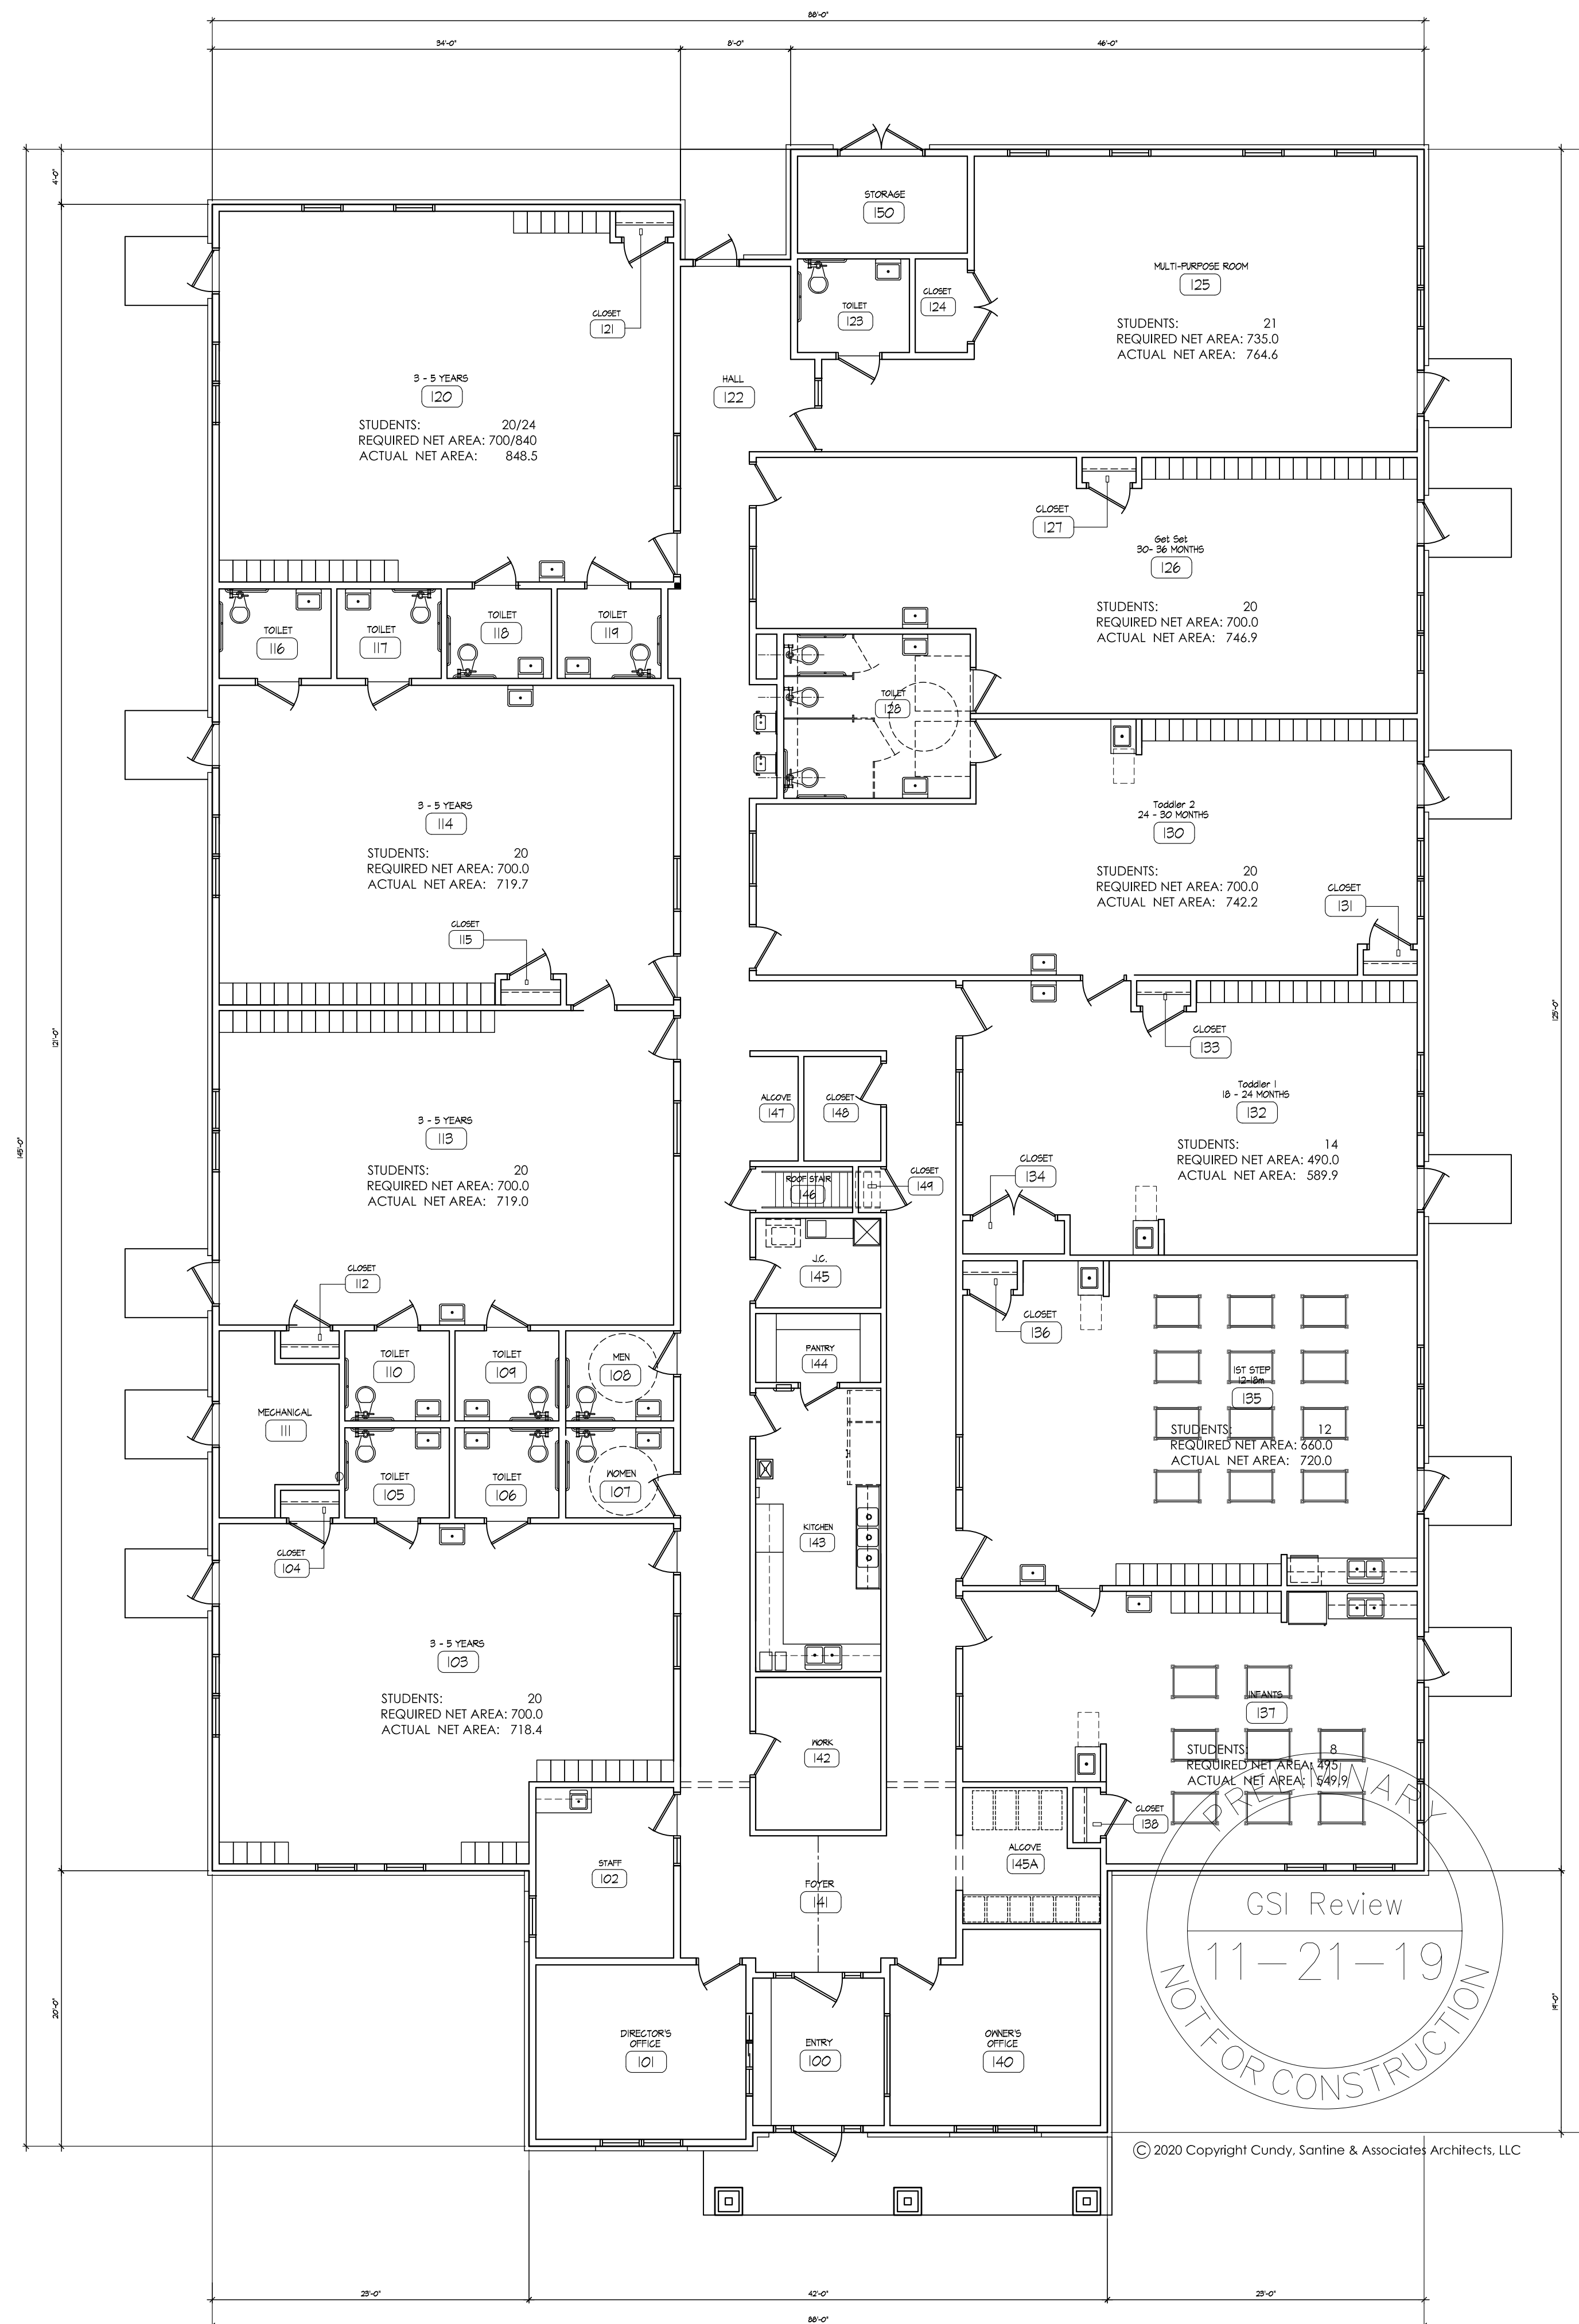 88'-0"
34'-0"
8'-0"
46'-0"
4'-0"
STORAGE
150
MULTI-PURPOSE ROOM
125
STUDENTS: 21
REQUIRED NET AREA: 735.0
ACTUAL NET AREA: 764.6
TOILET
123
CLOSET
124
CLOSET
121
3 - 5 YEARS
120
STUDENTS: 20/24
REQUIRED NET AREA: 700/840
ACTUAL NET AREA: 848.5
HALL
122
CLOSET
127
Get Set
30- 36 MONTHS
126
STUDENTS: 20
REQUIRED NET AREA: 700.0
ACTUAL NET AREA: 746.9
TOILET
116
TOILET
117
TOILET
118
TOILET
119
TOILET
128
3 - 5 YEARS
114
STUDENTS: 20
REQUIRED NET AREA: 700.0
ACTUAL NET AREA: 719.7
Toddler 2
24 - 30 MONTHS
130
STUDENTS: 20
REQUIRED NET AREA: 700.0
ACTUAL NET AREA: 742.2
CLOSET
131
CLOSET
115
121'-0"
125'-0"
145'-0"
CLOSET
133
ALCOVE
147
CLOSET
148
Toddler 1
18 - 24 MONTHS
132
STUDENTS: 14
REQUIRED NET AREA: 490.0
ACTUAL NET AREA: 589.9
3 - 5 YEARS
113
STUDENTS: 20
REQUIRED NET AREA: 700.0
ACTUAL NET AREA: 719.0
CLOSET
134
ROOF STAIR
146
CLOSET
149
J.C.
145
CLOSET
112
CLOSET
136
PANTRY
144
TOILET
110
TOILET
109
MEN
108
1ST STEP
12-18m
135
STUDENTS: 12
REQUIRED NET AREA: 660.0
ACTUAL NET AREA: 720.0
MECHANICAL
111
TOILET
105
TOILET
106
WOMEN
107
KITCHEN
143
CLOSET
104
3 - 5 YEARS
103
STUDENTS: 20
REQUIRED NET AREA: 700.0
ACTUAL NET AREA: 718.4
INFANTS
137
STUDENTS: 8
REQUIRED NET AREA: 495
ACTUAL NET AREA: 549.9
WORK
142
CLOSET
138
STAFF
102
FOYER
141
ALCOVE
145A
PRELIMINARY
GSI Review
11-21-19
NOT FOR CONSTRUCTION
20'-0"
19'-0"
DIRECTOR'S
OFFICE
101
ENTRY
100
OWNER'S
OFFICE
140
© 2020 Copyright Cundy, Santine & Associates Architects, LLC
23'-0"
42'-0"
23'-0"
88'-0"